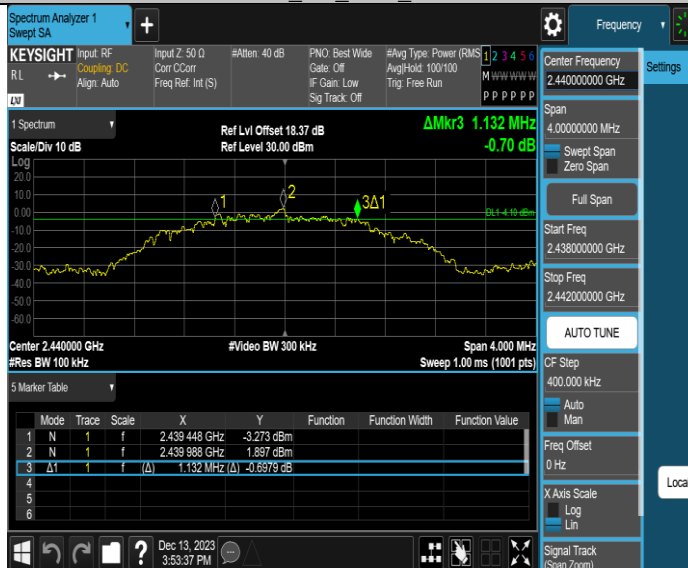 Spectrum Analyzer 1
Swept SA
+
Frequency
KEYSIGHT
RL
LXI
Input: RF
Coupling: DC
Align: Auto
Input Z: 50 Ω
Corr CCorr
Freq Ref: Int (S)
#Atten: 40 dB
PNO: Best Wide
Gate: Off
IF Gain: Low
Sig Track: Off
#Avg Type: Power (RMS
Avg|Hold: 100/100
Trig: Free Run
1 2 3 4 5 6
M W W W W W
P P P P P P
1 Spectrum
Scale/Div 10 dB
Ref Lvl Offset 18.37 dB
Ref Level 30.00 dBm
ΔMkr3 1.132 MHz
-0.70 dB
Log
20.0
10.0
0.00
-10.0
-20.0
-30.0
-40.0
-50.0
-60.0
1
2
3Δ1
DL1 -4.10 dBm
Center 2.440000 GHz
#Res BW 100 kHz
#Video BW 300 kHz
Span 4.000 MHz
Sweep 1.00 ms (1001 pts)
5 Marker Table
Mode Trace Scale X Y Function Function Width Function Value
1 N 1 f 2.439 448 GHz -3.273 dBm
2 N 1 f 2.439 988 GHz 1.897 dBm
3 Δ1 1 f (Δ) 1.132 MHz (Δ) -0.6979 dB
4
5
6
?
Dec 13, 2023
3:53:37 PM
Center Frequency
2.440000000 GHz
Span
4.00000000 MHz
Swept Span
Zero Span
Full Span
Start Freq
2.438000000 GHz
Stop Freq
2.442000000 GHz
AUTO TUNE
CF Step
400.000 kHz
Auto
Man
Freq Offset
0 Hz
X Axis Scale
Log
Lin
Signal Track
(Span Zoom)
Settings
Loca